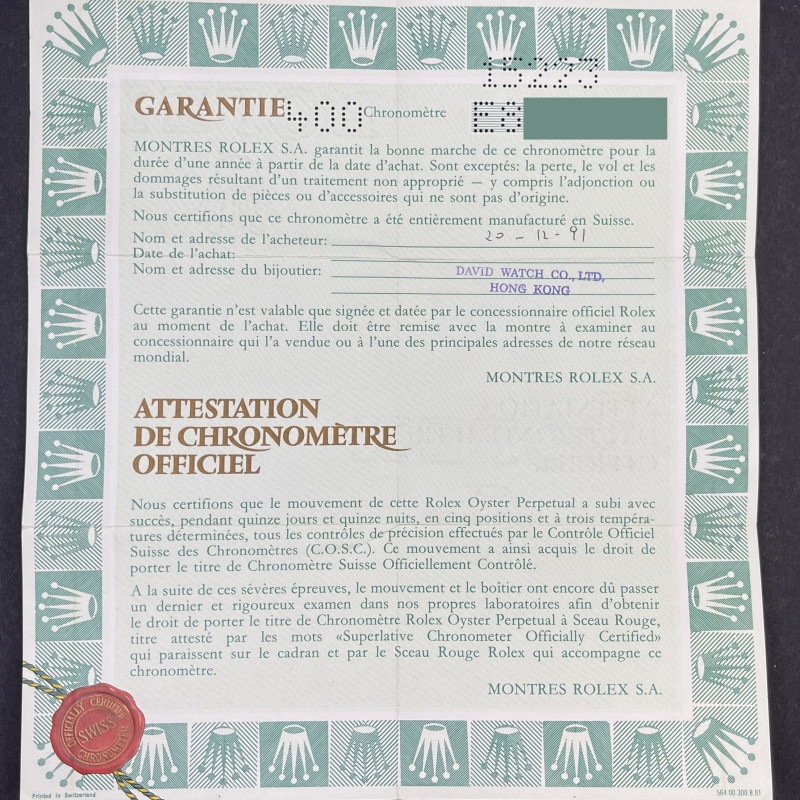 15223
GARANTIE 400 Chronomètre E8
MONTRES ROLEX S.A. garantit la bonne marche de ce chronomètre pour la
durée d'une année à partir de la date d'achat. Sont exceptés: la perte, le vol et les
dommages résultant d'un traitement non approprié — y compris l'adjonction ou
la substitution de pièces ou d'accessoires qui ne sont pas d'origine.
Nous certifions que ce chronomètre a été entièrement manufacturé en Suisse.
Nom et adresse de l'acheteur: 20 - 12 - 91
Date de l'achat:
Nom et adresse du bijoutier: DAVID WATCH CO., LTD,
HONG KONG
Cette garantie n'est valable que signée et datée par le concessionnaire officiel Rolex
au moment de l'achat. Elle doit être remise avec la montre à examiner au
concessionnaire qui l'a vendue ou à l'une des principales adresses de notre réseau
mondial.
MONTRES ROLEX S.A.
ATTESTATION
DE CHRONOMÈTRE
OFFICIEL
Nous certifions que le mouvement de cette Rolex Oyster Perpetual a subi avec
succès, pendant quinze jours et quinze nuits, en cinq positions et à trois tempéra-
tures déterminées, tous les contrôles de précision effectués par le Contrôle Officiel
Suisse des Chronomètres (C.O.S.C.). Ce mouvement a ainsi acquis le droit de
porter le titre de Chronomètre Suisse Officiellement Contrôlé.
A la suite de ces sévères épreuves, le mouvement et le boîtier ont encore dû passer
un dernier et rigoureux examen dans nos propres laboratoires afin d'obtenir
le droit de porter le titre de Chronomètre Rolex Oyster Perpetual à Sceau Rouge,
titre attesté par les mots «Superlative Chronometer Officially Certified»
qui paraissent sur le cadran et par le Sceau Rouge Rolex qui accompagne ce
chronomètre.
MONTRES ROLEX S.A.
OFFICIALLY CERTIFIED
SWISS
CHRONOMETER
Printed in Switzerland
564.00.300.8.91